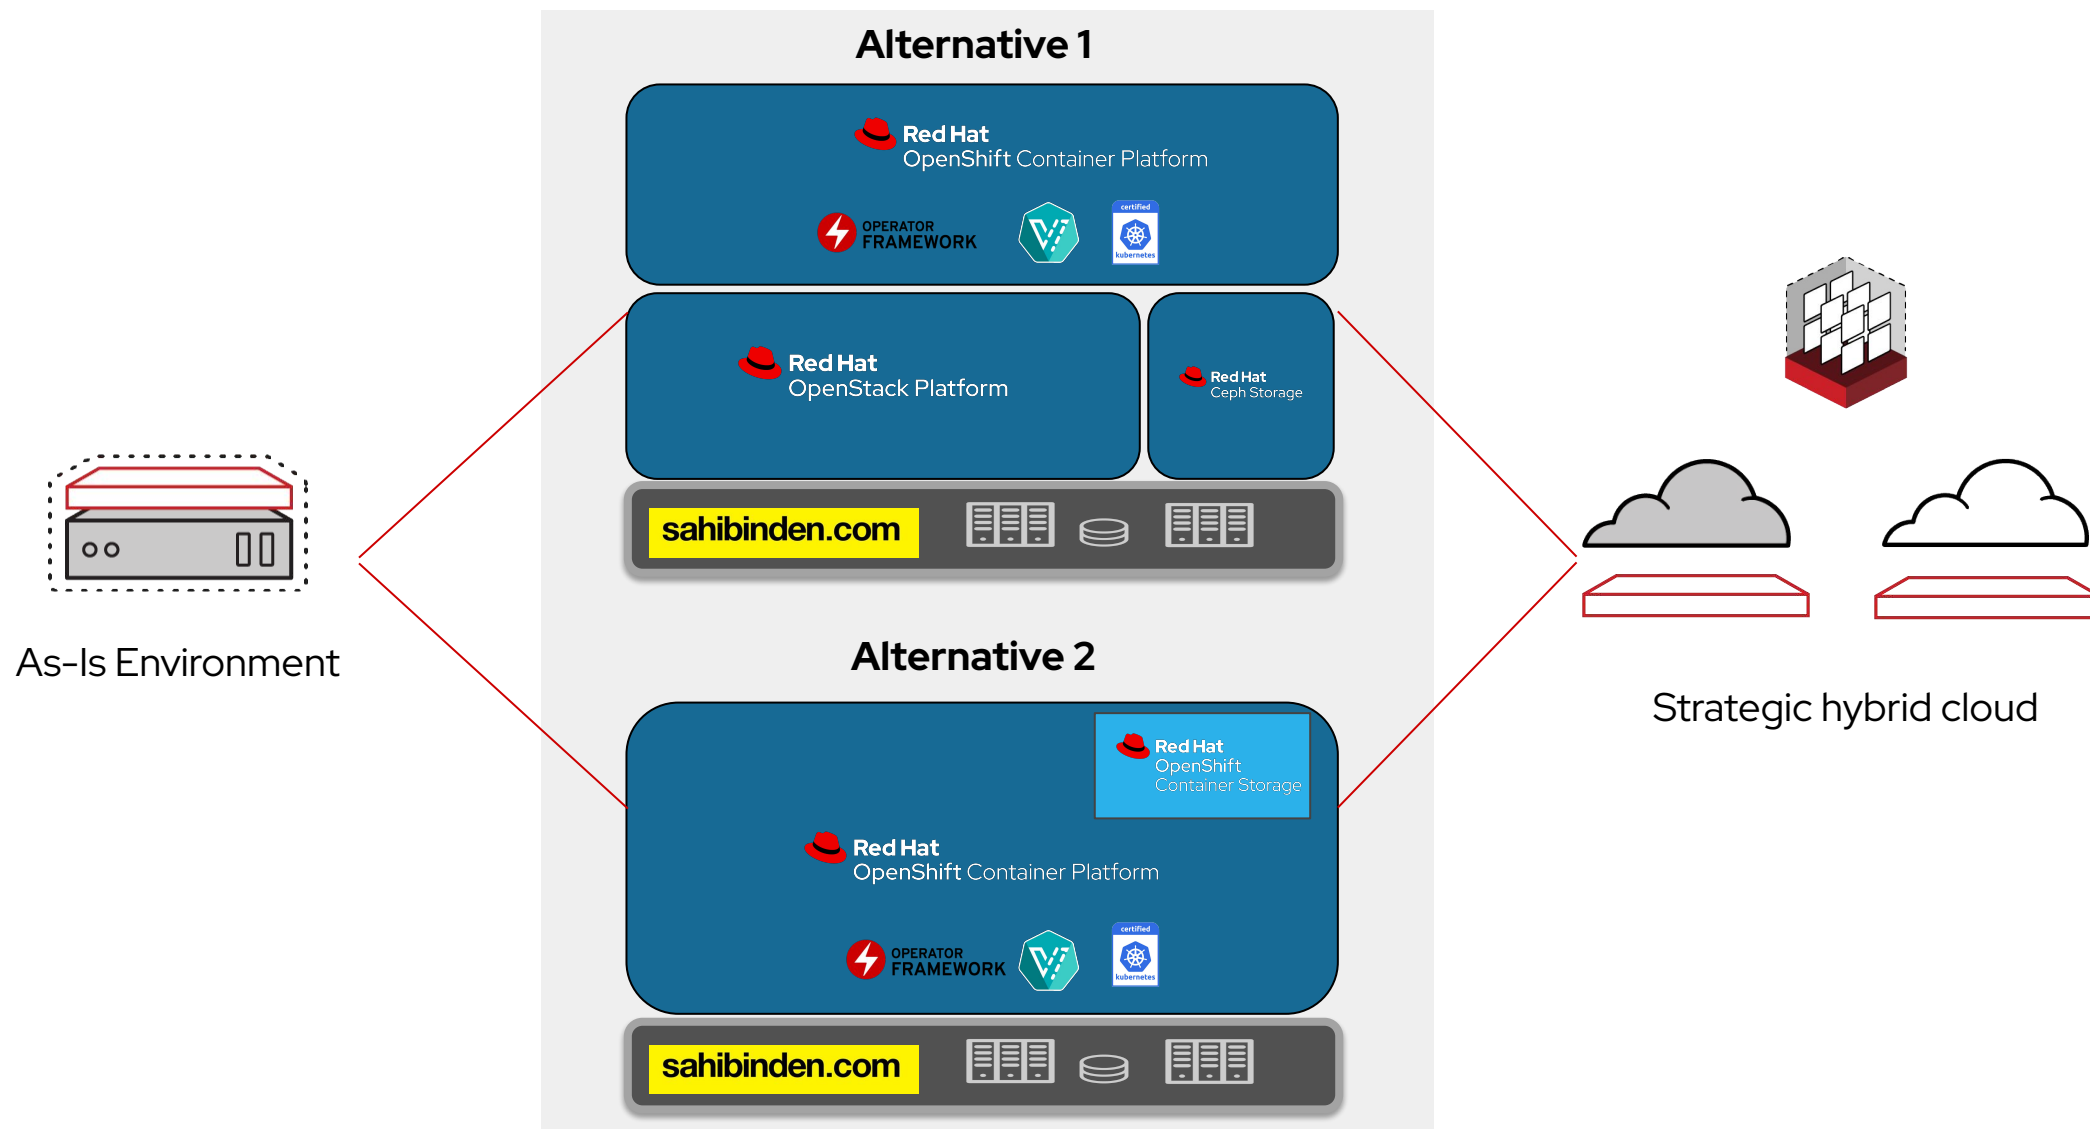 Alternative 1
Red Hat
OpenShift Container Platform
OPERATOR
FRAMEWORK
certified
kubernetes
Red Hat
OpenStack Platform
Red Hat
Ceph Storage
sahibinden.com
As-Is Environment
Alternative 2
Red Hat
OpenShift
Container Storage
Red Hat
OpenShift Container Platform
OPERATOR
FRAMEWORK
certified
kubernetes
sahibinden.com
Strategic hybrid cloud